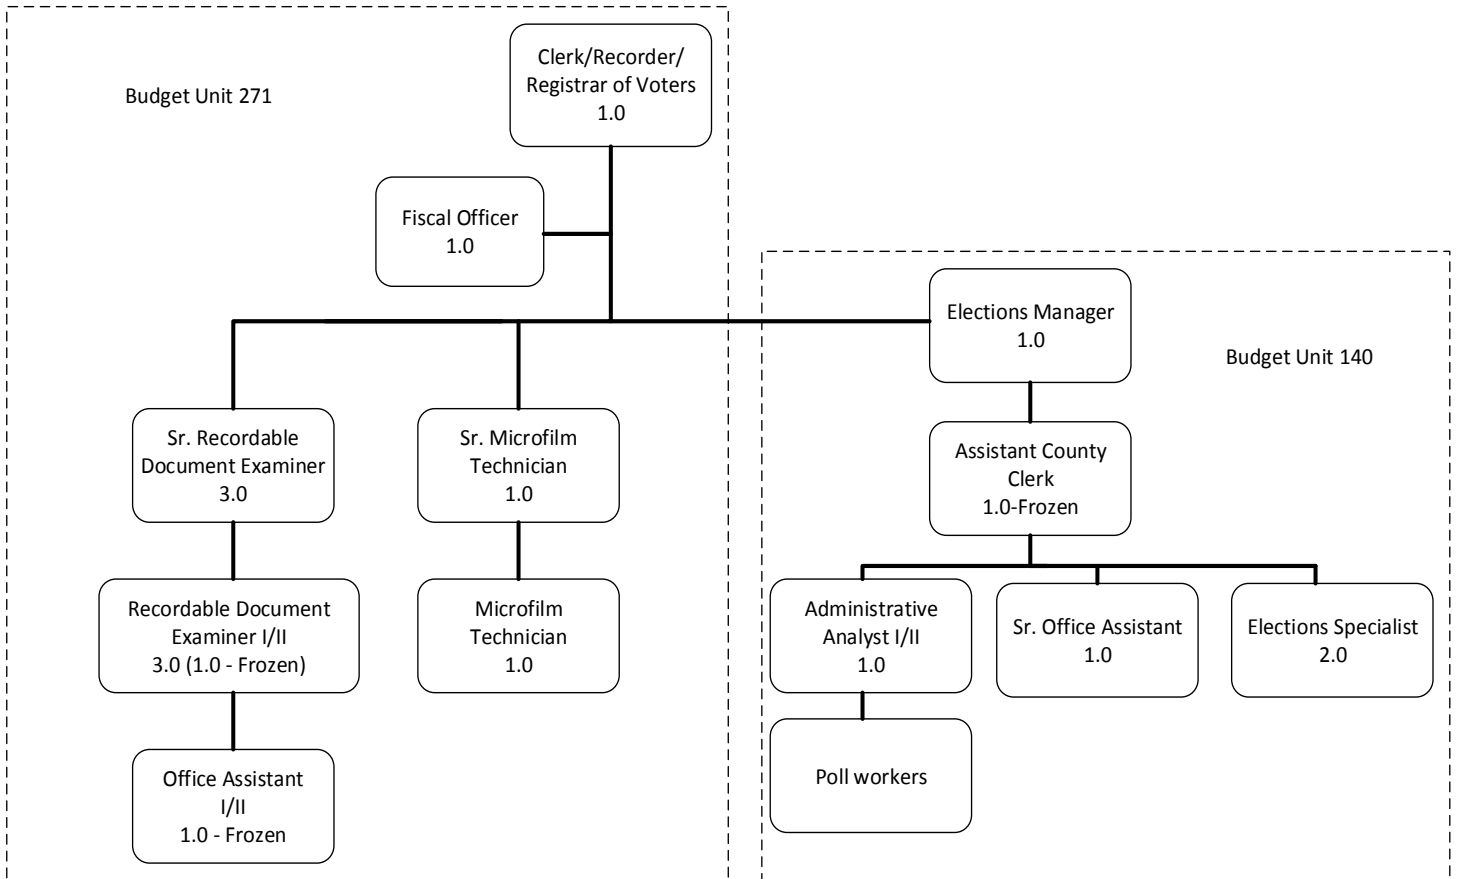 Clerk/Recorder/
Registrar of Voters
1.0
Budget Unit 271
Fiscal Officer
1.0
Elections Manager
1.0
Budget Unit 140
Sr. Recordable
Document Examiner
3.0
Sr. Microfilm
Technician
1.0
Assistant County
Clerk
1.0-Frozen
Recordable Document
Examiner I/II
3.0 (1.0 - Frozen)
Microfilm
Technician
1.0
Administrative
Analyst I/II
1.0
Sr. Office Assistant
1.0
Elections Specialist
2.0
Office Assistant
I/II
1.0 - Frozen
Poll workers